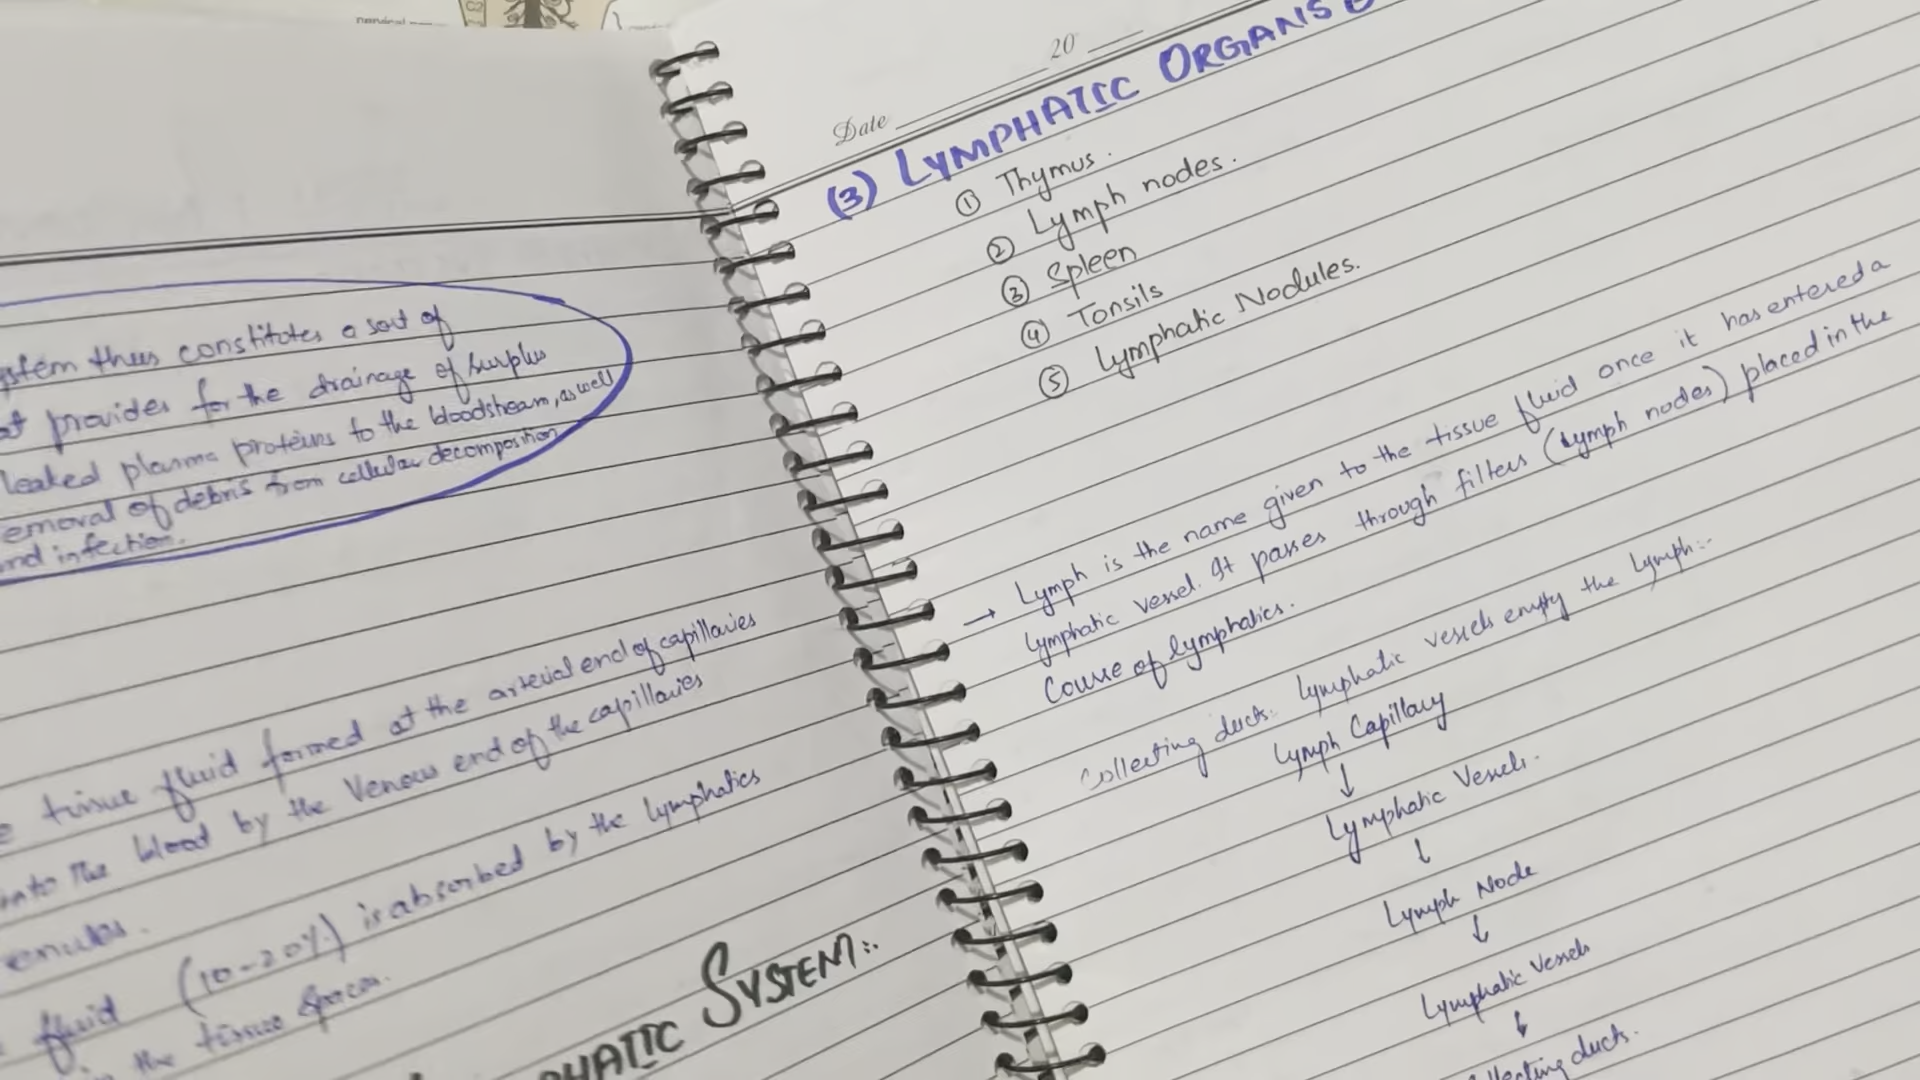 ystem thus constitutes a sort of
at provides for the drainage of surplus
leaked plasma proteins to the bloodstream, as well
emoval of debris from cellular decomposition
and infection.
tissue fluid formed at the arterial end of capillaries
into the blood by the Venous end of the capillaries
enules.
fluid (10-20%) is absorbed by the lymphatics
the tissue spaces.
PHATIC SYSTEM:.
Date 20
(3) LYMPHATIC ORGANS
① Thymus.
② Lymph nodes.
③ Spleen
④ Tonsils
⑤ Lymphatic Nodules.
→ Lymph is the name given to the tissue fluid once it has entered a
lymphatic vessel. It passes through filters (lymph nodes) placed in the
Course of lymphatics.
Collecting ducts: Lymphatic vessels empty the lymph:-
Lymph Capillary
↓
Lymphatic Vessels.
↓
Lymph Node
↓
Lymphatic Vessels
↓
llecting ducts.